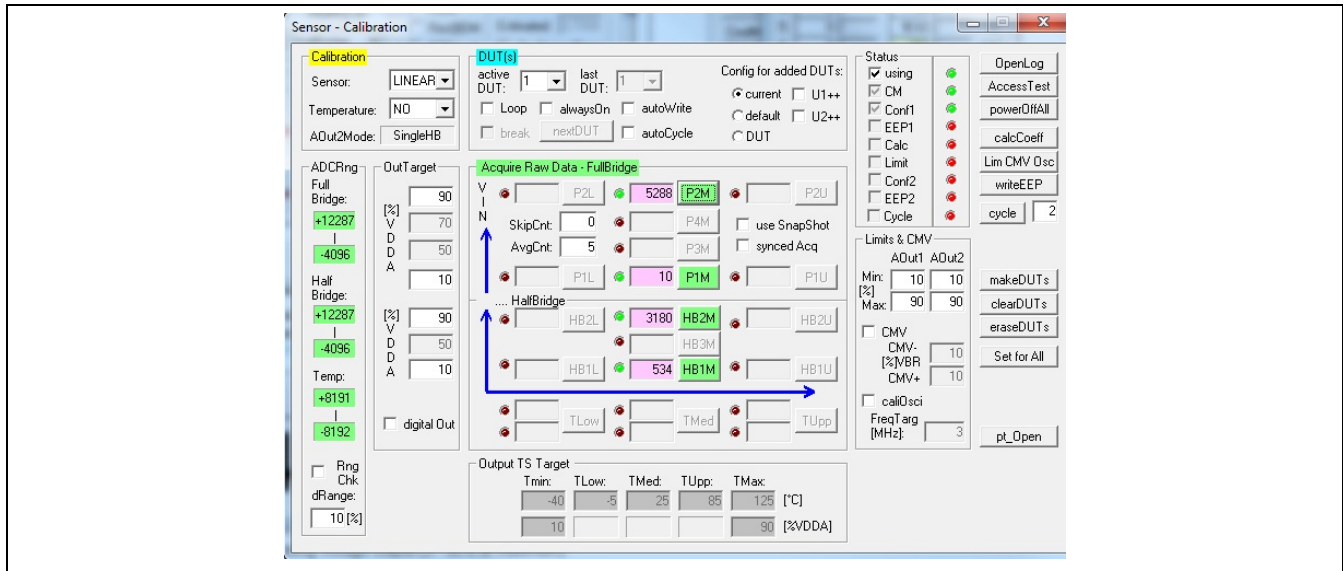 Sensor - Calibration
Calibration
Sensor: LINEAR
Temperature: NO
AOut2Mode: SingleHB
DUT(s)
active DUT: 1 last DUT: 1
Loop alwaysOn autoWrite
break nextDUT autoCycle
Config for added DUTs:
current U1++
default U2++
DUT
Status
using
CM
Conf1
EEP1
Calc
Limit
Conf2
EEP2
Cycle
OpenLog
AccessTest
powerOffAll
calcCoeff
Lim CMV Osc
writeEEP
cycle 2
ADCRng
Full
Bridge:
+12287
|
-4096
Half
Bridge:
+12287
|
-4096
Temp:
+8191
|
-8192
Rng
Chk
dRange:
10 [%]
OutTarget
[%] VDDA
90
70
50
10
[%] VDDA
90
50
10
digital Out
Acquire Raw Data - FullBridge
VIN
P2L 5288 P2M P2U
SkipCnt: 0 P4M use SnapShot
AvgCnt: 5 P3M synced Acq
P1L 10 P1M P1U
.... HalfBridge
HB2L 3180 HB2M HB2U
HB3M
HB1L 534 HB1M HB1U
TLow TMed TUpp
Limits & CMV
AOut1 AOut2
Min: 10 10
[%]
Max: 90 90
CMV
CMV- 10
[%]VBR
CMV+ 10
caliOsci
FreqTarg
[MHz]: 3
makeDUTs
clearDUTs
eraseDUTs
Set for All
pt_Open
Output TS Target
Tmin: TLow: TMed: TUpp: TMax:
-40 -5 25 85 125 [°C]
10 90 [%VDDA]